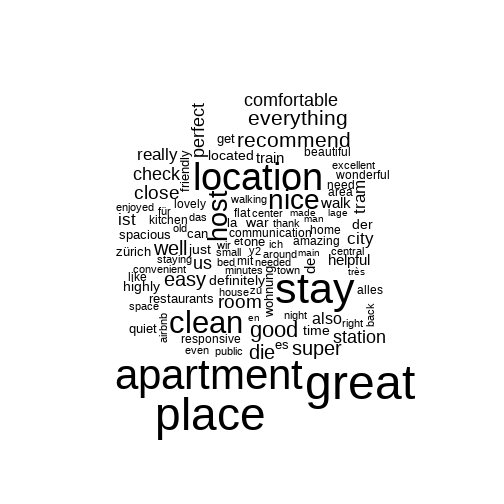 comfortable
everything
perfect
get recommend
really friendly located train beautiful
excellent
check location need wonderful
close lovely walking nice area tram
enjoyed für host flat center made walk lage
ist kitchen das la war thank man der
old can communication home
spacious wir etone ich amazing city
zürich well just small y2 around main central
staying us bed mit needed de helpful
convenient minutes town très
like easy definitely wohnung
highly house zu stay alles
restaurants room
space airbnb clean en night also right back
quiet good time station
responsive die es super
even public
apartment great
place